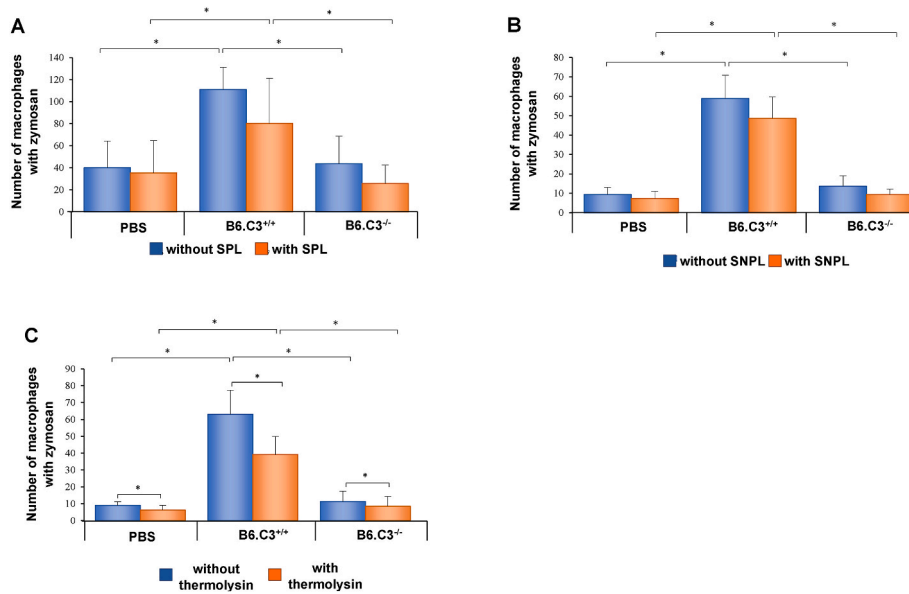 A
* *
* *
Number of macrophages
with zymosan
140
120
100
80
60
40
20
0
PBS B6.C3+/+ B6.C3-/-
without SPL with SPL
B
* *
* *
Number of macrophages
with zymosan
80
70
60
50
40
30
20
10
0
PBS B6.C3+/+ B6.C3-/-
without SNPL with SNPL
C
* *
* *
*
* *
Number of macrophages
with zymosan
90
80
70
60
50
40
30
20
10
0
PBS B6.C3+/+ B6.C3-/-
without
thermolysin
with
thermolysin